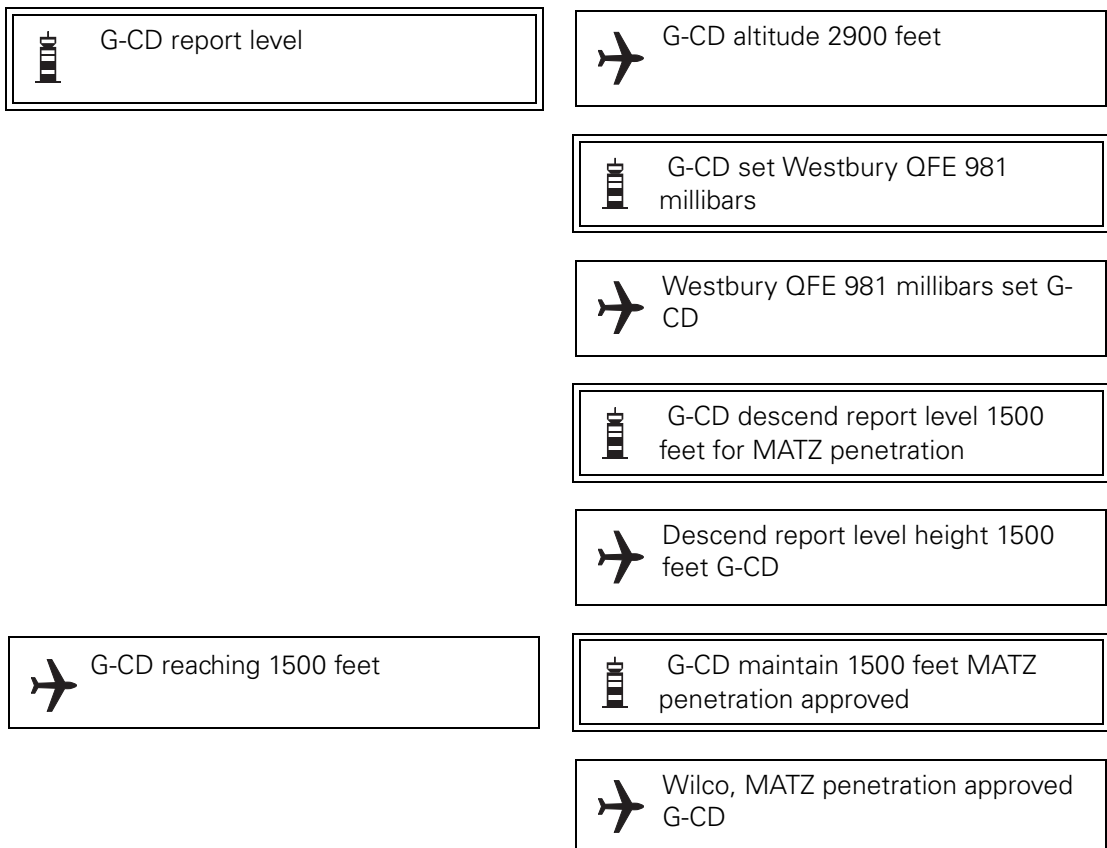 G-CD report level
G-CD altitude 2900 feet
G-CD set Westbury QFE 981
millibars
Westbury QFE 981 millibars set G-
CD
G-CD descend report level 1500
feet for MATZ penetration
Descend report level height 1500
feet G-CD
G-CD reaching 1500 feet
G-CD maintain 1500 feet MATZ
penetration approved
Wilco, MATZ penetration approved
G-CD